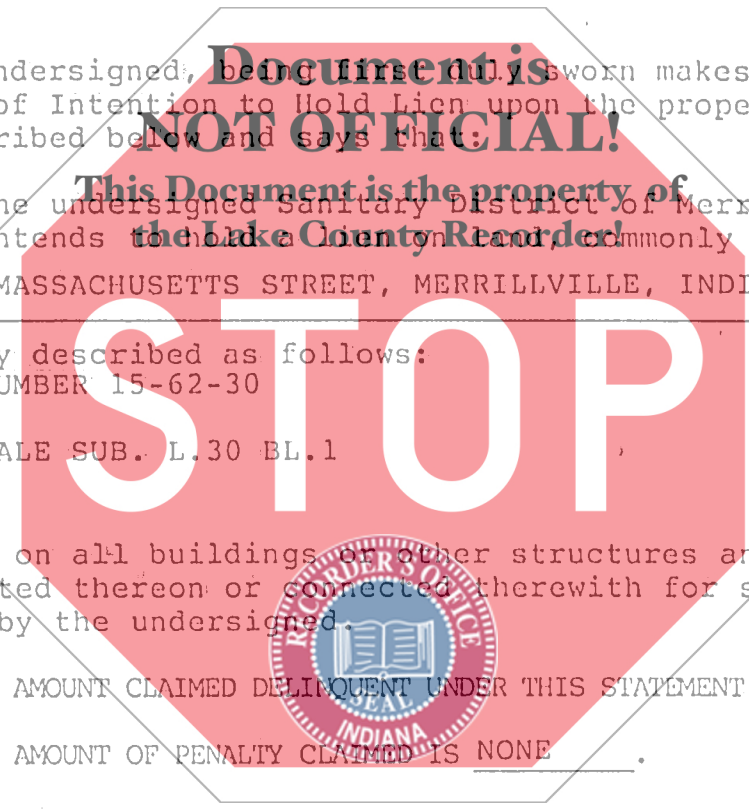 Document is
ndersigned, being first duly sworn makes
of Intention to Hold Lien upon the prope
NOT OFFICIAL!
ribed below and says that:
This Document is the property of
he undersigned Sanitary District of Merr
the Lake County Recorder!
ntends to hold a lien on land, commonly
MASSACHUSETTS STREET, MERRILLVILLE, INDI
STOP
y described as follows:
UMBER 15-62-30
ALE SUB. L.30 BL.1
on all buildings or other structures a
ted thereon or connected therewith for s
by the undersigned.
RECORDER'S OFFICE
SEAL
INDIANA
AMOUNT CLAIMED DELINQUENT UNDER THIS STATEMENT
AMOUNT OF PENALTY CLAIMED IS NONE .